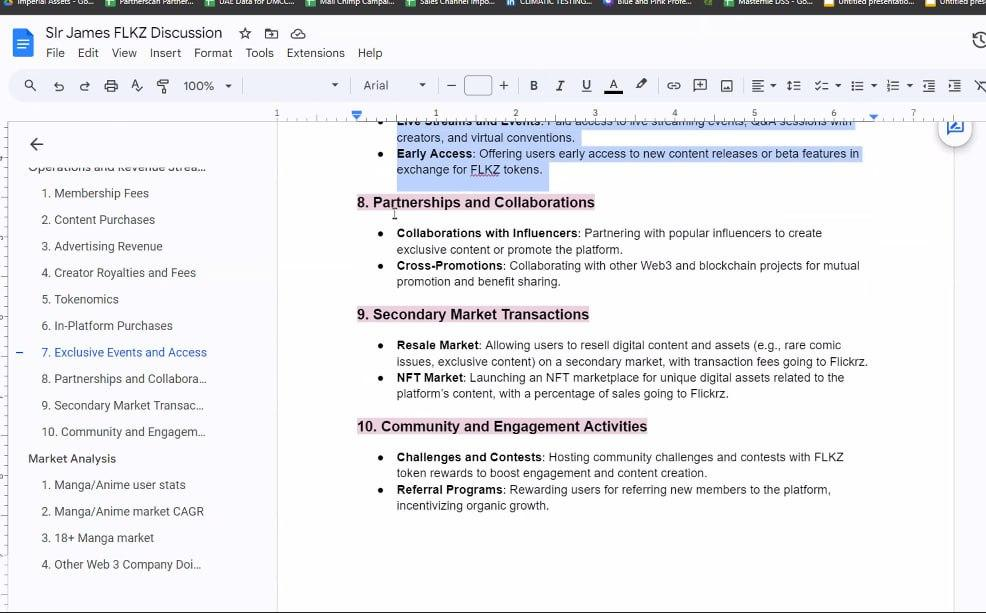 Imperial Assets - Go...
Partnerscan Partner...
UAE Data for DMCC...
Mail Chimp Campai...
Sales Channel Impo...
CLIMATIC TESTING...
Blue and Pink Profe...
Masterfile DSS - Go...
Untitled presentatio...
Untitled pres
SIr James FLKZ Discussion
File Edit View Insert Format Tools Extensions Help
100% Arial − + B I U A
1 1 2 3 4 5 6 7
Operations and Revenue Strea...
1. Membership Fees
2. Content Purchases
3. Advertising Revenue
4. Creator Royalties and Fees
5. Tokenomics
6. In-Platform Purchases
7. Exclusive Events and Access
8. Partnerships and Collabora...
9. Secondary Market Transac...
10. Community and Engagem...
Market Analysis
1. Manga/Anime user stats
2. Manga/Anime market CAGR
3. 18+ Manga market
4. Other Web 3 Company Doi...
● Live Streams and Events: Paid access to live streaming events, Q&A sessions with
creators, and virtual conventions.
● Early Access: Offering users early access to new content releases or beta features in
exchange for FLKZ tokens.
8. Partnerships and Collaborations
● Collaborations with Influencers: Partnering with popular influencers to create
exclusive content or promote the platform.
● Cross-Promotions: Collaborating with other Web3 and blockchain projects for mutual
promotion and benefit sharing.
9. Secondary Market Transactions
● Resale Market: Allowing users to resell digital content and assets (e.g., rare comic
issues, exclusive content) on a secondary market, with transaction fees going to Flickrz.
● NFT Market: Launching an NFT marketplace for unique digital assets related to the
platform's content, with a percentage of sales going to Flickrz.
10. Community and Engagement Activities
● Challenges and Contests: Hosting community challenges and contests with FLKZ
token rewards to boost engagement and content creation.
● Referral Programs: Rewarding users for referring new members to the platform,
incentivizing organic growth.